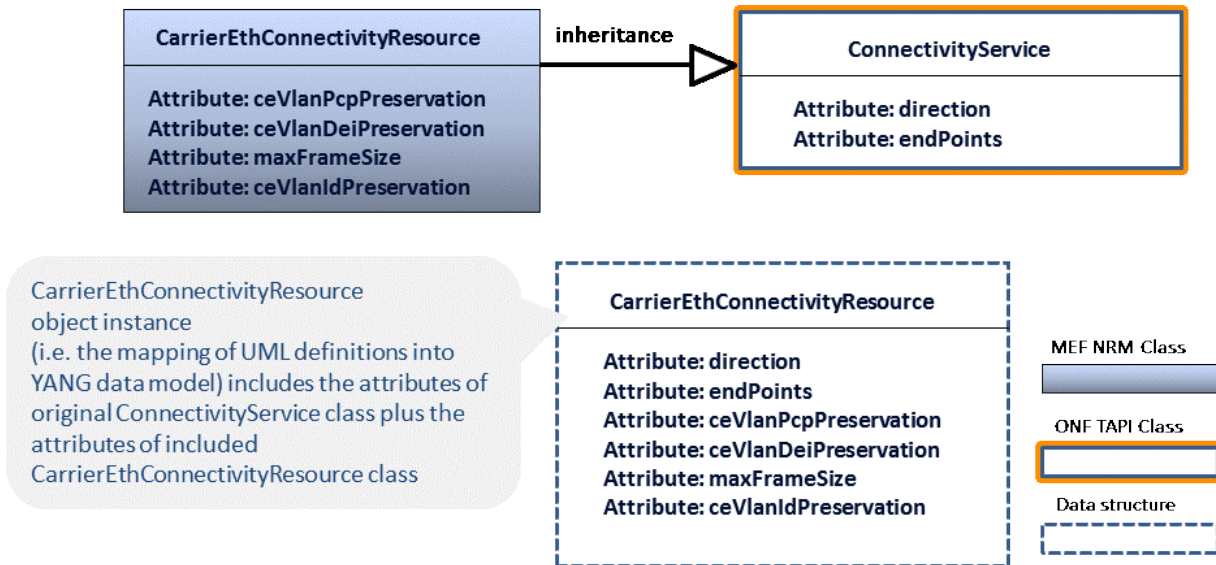 CarrierEthConnectivityResource
Attribute: ceVlanPcpPreservation
Attribute: ceVlanDeiPreservation
Attribute: maxFrameSize
Attribute: ceVlanIdPreservation
inheritance
ConnectivityService
Attribute: direction
Attribute: endPoints
CarrierEthConnectivityResource
object instance
(i.e. the mapping of UML definitions into
YANG data model) includes the attributes of
original ConnectivityService class plus the
attributes of included
CarrierEthConnectivityResource class
CarrierEthConnectivityResource
Attribute: direction
Attribute: endPoints
Attribute: ceVlanPcpPreservation
Attribute: ceVlanDeiPreservation
Attribute: maxFrameSize
Attribute: ceVlanIdPreservation
MEF NRM Class
ONF TAPI Class
Data structure